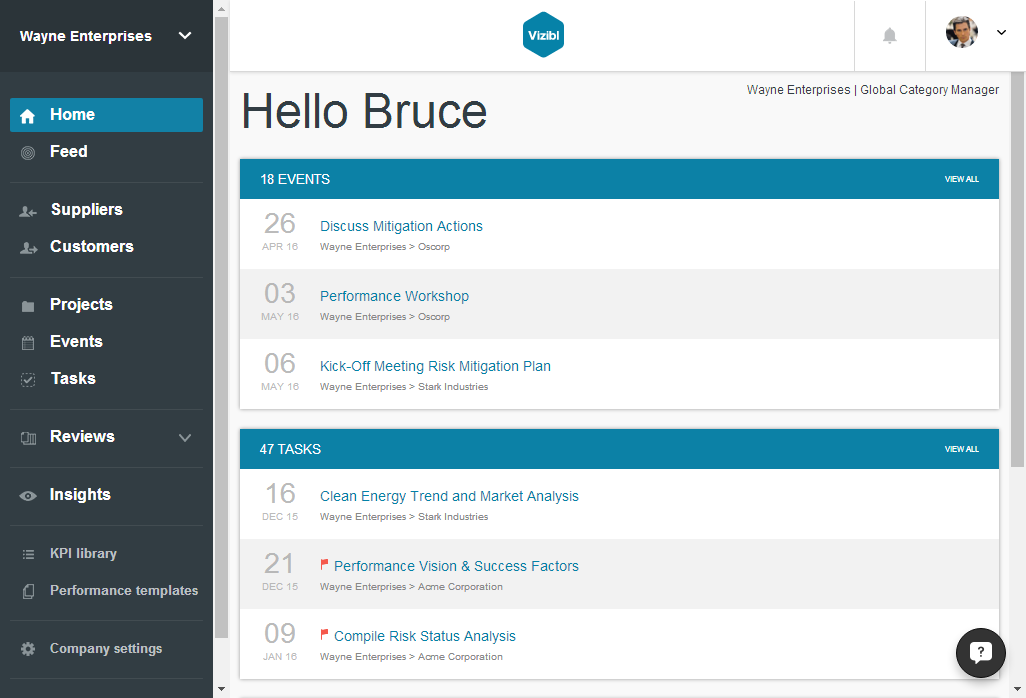 Wayne Enterprises
Home
Feed
Suppliers
Customers
Projects
Events
Tasks
Reviews
Insights
KPI library
Performance templates
Company settings
Vizibl
Wayne Enterprises | Global Category Manager
Hello Bruce
18 EVENTS VIEW ALL
26 Discuss Mitigation Actions
APR 16 Wayne Enterprises > Oscorp
03 Performance Workshop
MAY 16 Wayne Enterprises > Oscorp
06 Kick-Off Meeting Risk Mitigation Plan
MAY 16 Wayne Enterprises > Stark Industries
47 TASKS VIEW ALL
16 Clean Energy Trend and Market Analysis
DEC 15 Wayne Enterprises > Stark Industries
21 Performance Vision & Success Factors
DEC 15 Wayne Enterprises > Acme Corporation
09 Compile Risk Status Analysis
JAN 16 Wayne Enterprises > Acme Corporation
?